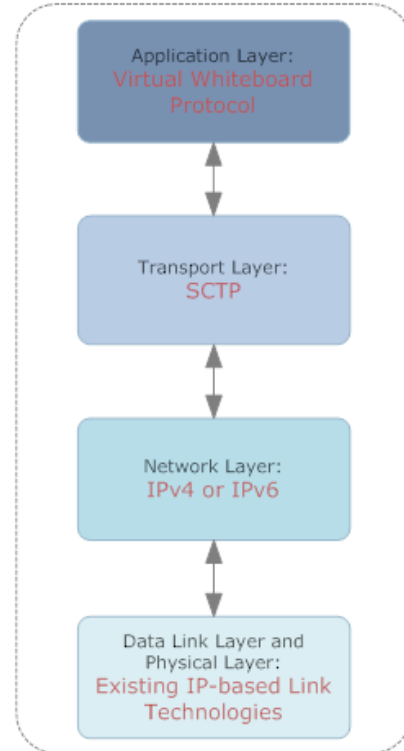 Application Layer:
Virtual Whiteboard
Protocol
Transport Layer:
SCTP
Network Layer:
IPv4 or IPv6
Data Link Layer and
Physical Layer:
Existing IP-based Link
Technologies